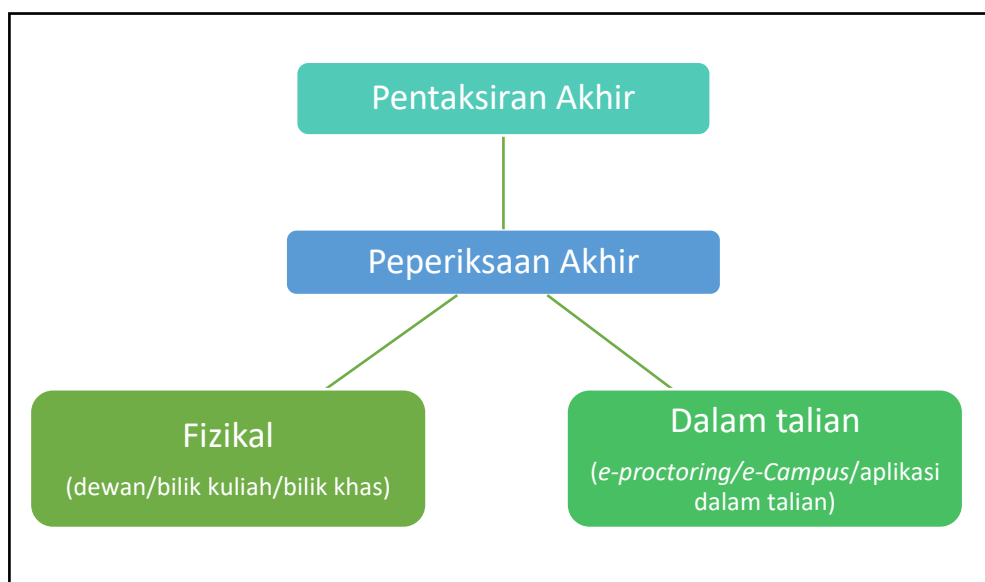 Pentaksiran Akhir
Peperiksaan Akhir
Fizikal
(dewan/bilik kuliah/bilik khas)
Dalam talian
(e-proctoring/e-Campus/aplikasi
dalam talian)